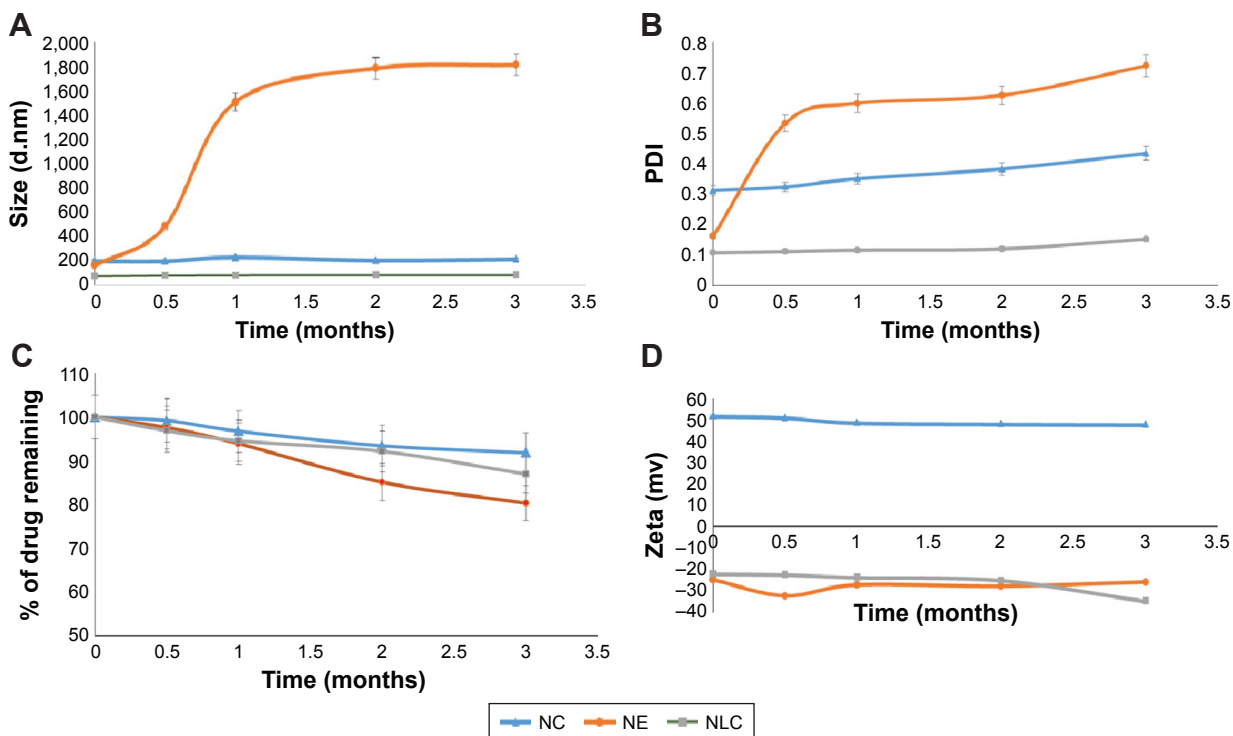 A
Size (d.nm)
2,000
1,800
1,600
1,400
1,200
1,000
800
600
400
200
0
0 0.5 1 1.5 2 2.5 3 3.5
Time (months)
B
PDI
0.8
0.7
0.6
0.5
0.4
0.3
0.2
0.1
0
0 0.5 1 1.5 2 2.5 3 3.5
Time (months)
C
% of drug remaining
110
100
90
80
70
60
50
0 0.5 1 1.5 2 2.5 3 3.5
Time (months)
D
Zeta (mv)
60
50
40
30
20
10
0
–10
–20
–30
–40
0 0.5 1 1.5 2 2.5 3 3.5
Time (months)
NC NE NLC